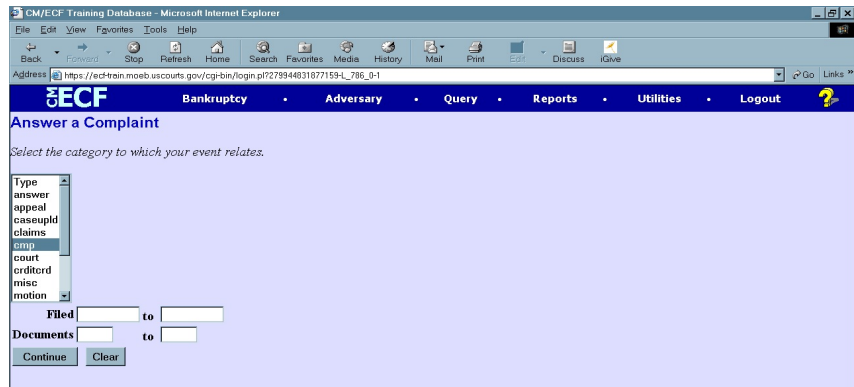 CM/ECF Training Database - Microsoft Internet Explorer
File Edit View Favorites Tools Help
Back Forward Stop Refresh Home Search Favorites Media History Mail Print Edit Discuss iGive
Address https://ecf-train.moeb.uscourts.gov/cgi-bin/login.pl?279944831877159-L_786_0-1 Go Links »
CM ECF Bankruptcy • Adversary • Query • Reports • Utilities • Logout ?
Answer a Complaint
Select the category to which your event relates.
Type
answer
appeal
caseupld
claims
cmp
court
crditcrd
misc
motion
Filed to
Documents to
Continue Clear